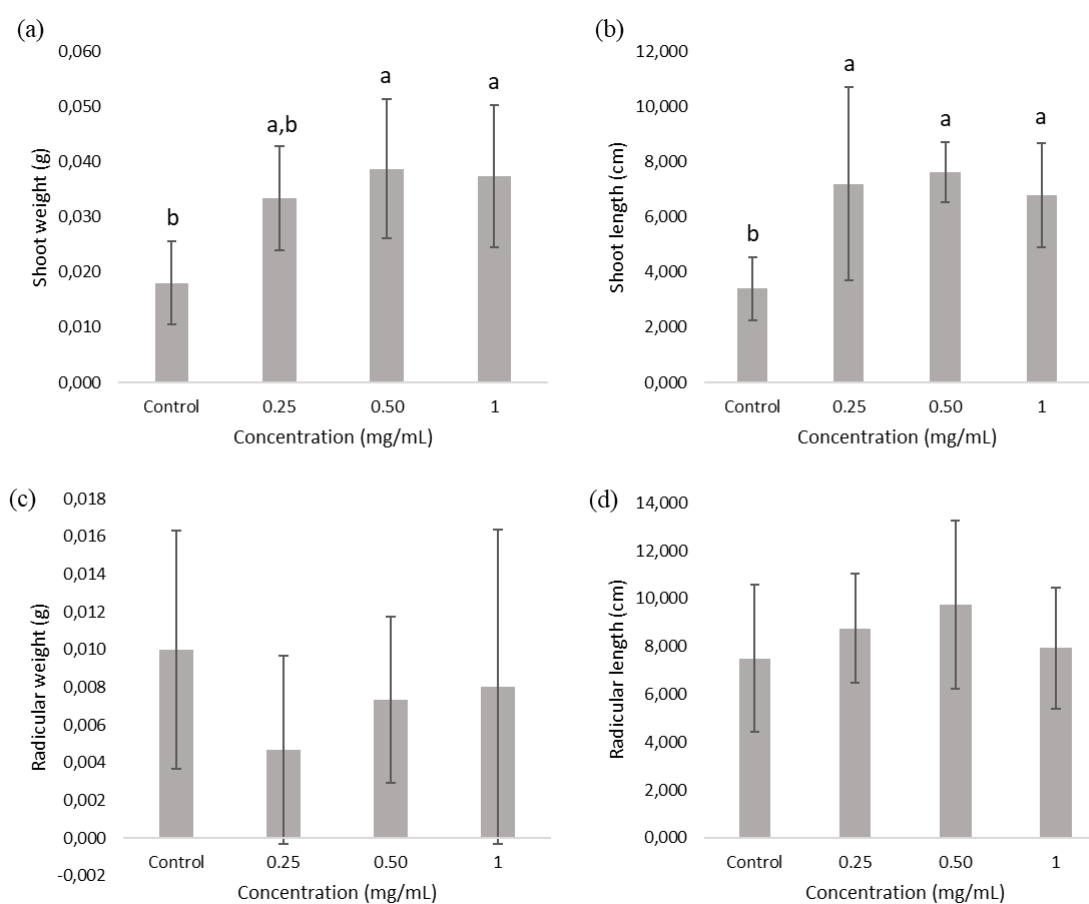 (a)
Shoot weight (g)
0,060
0,050
0,040
0,030
0,020
0,010
0,000
b
a,b
a
a
Control 0.25 0.50 1
Concentration (mg/mL)
(b)
Shoot length (cm)
12,000
10,000
8,000
6,000
4,000
2,000
0,000
b
a
a
a
Control 0.25 0.50 1
Concentration (mg/mL)
(c)
Radicular weight (g)
0,018
0,016
0,014
0,012
0,010
0,008
0,006
0,004
0,002
0,000
-0,002
Control 0.25 0.50 1
Concentration (mg/mL)
(d)
Radicular length (cm)
14,000
12,000
10,000
8,000
6,000
4,000
2,000
0,000
Control 0.25 0.50 1
Concentration (mg/mL)